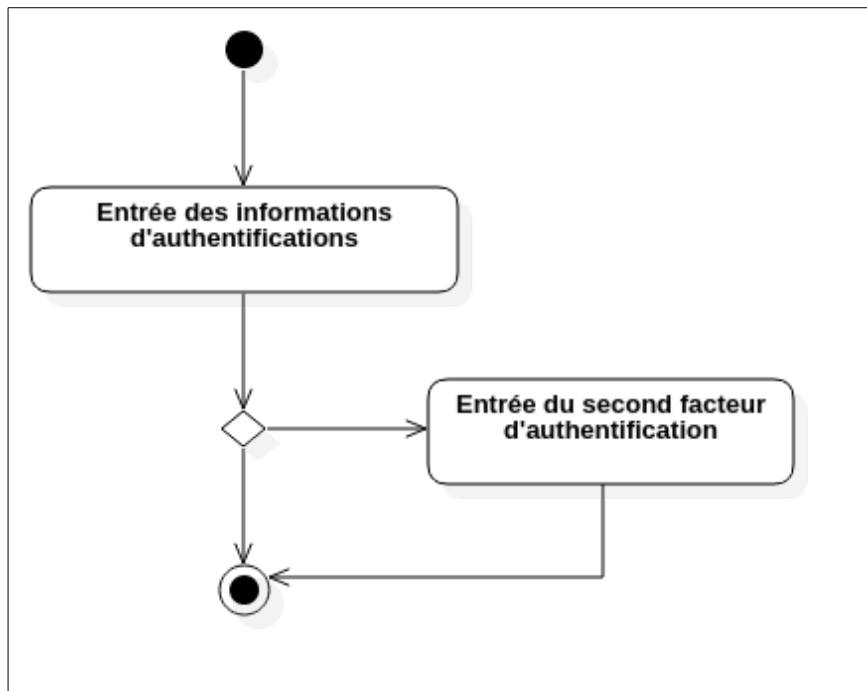 Entrée des informations
d'authentifications
Entrée du second facteur
d'authentification